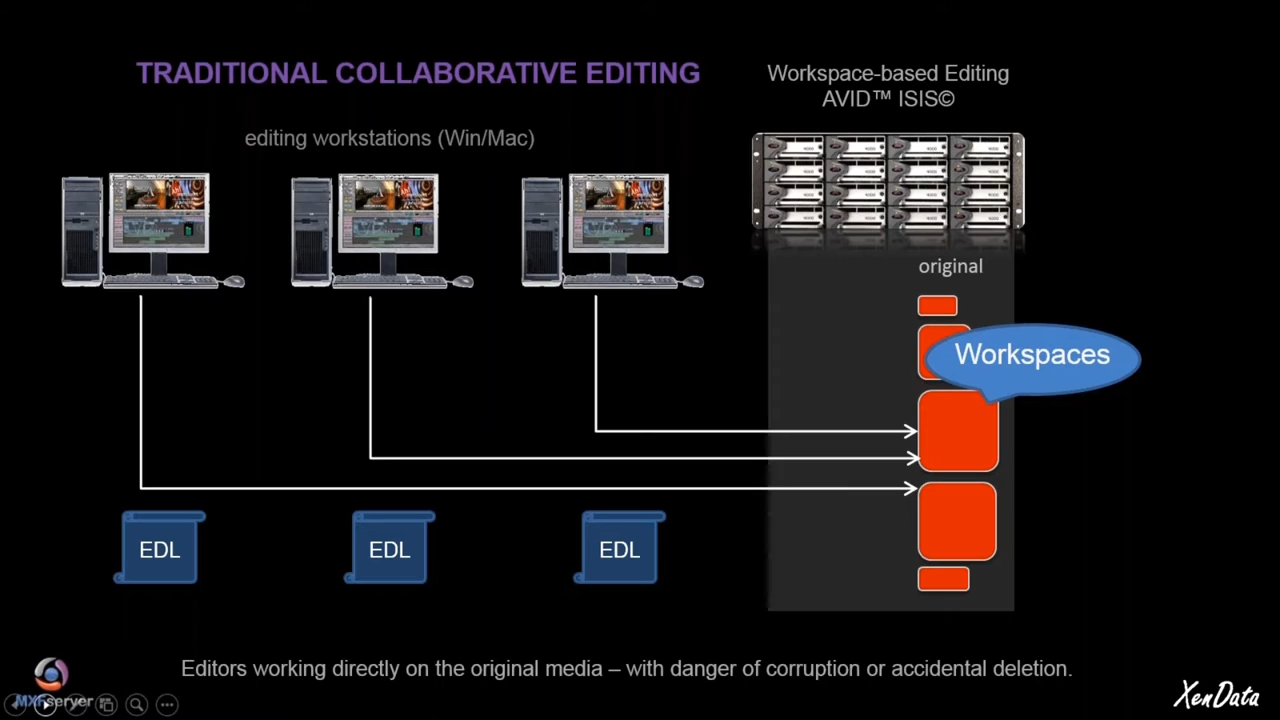 TRADITIONAL COLLABORATIVE EDITING
Workspace-based Editing
AVID™ ISIS©
editing workstations (Win/Mac)
original
Workspaces
EDL
EDL
EDL
Editors working directly on the original media – with danger of corruption or accidental deletion.
MXFserver
XenData